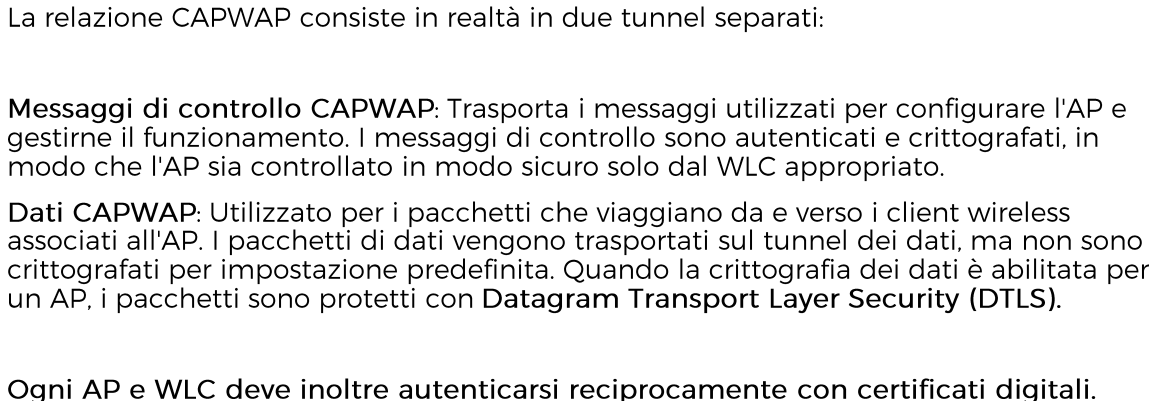 La relazione CAPWAP consiste in realtà in due tunnel separati:
Messaggi di controllo CAPWAP: Trasporta i messaggi utilizzati per configurare l'AP e
gestirne il funzionamento. I messaggi di controllo sono autenticati e crittografati, in
modo che l'AP sia controllato in modo sicuro solo dal WLC appropriato.
Dati CAPWAP: Utilizzato per i pacchetti che viaggiano da e verso i client wireless
associati all'AP. I pacchetti di dati vengono trasportati sul tunnel dei dati, ma non sono
crittografati per impostazione predefinita. Quando la crittografia dei dati è abilitata per
un AP, i pacchetti sono protetti con Datagram Transport Layer Security (DTLS).
Ogni AP e WLC deve inoltre autenticarsi reciprocamente con certificati digitali.